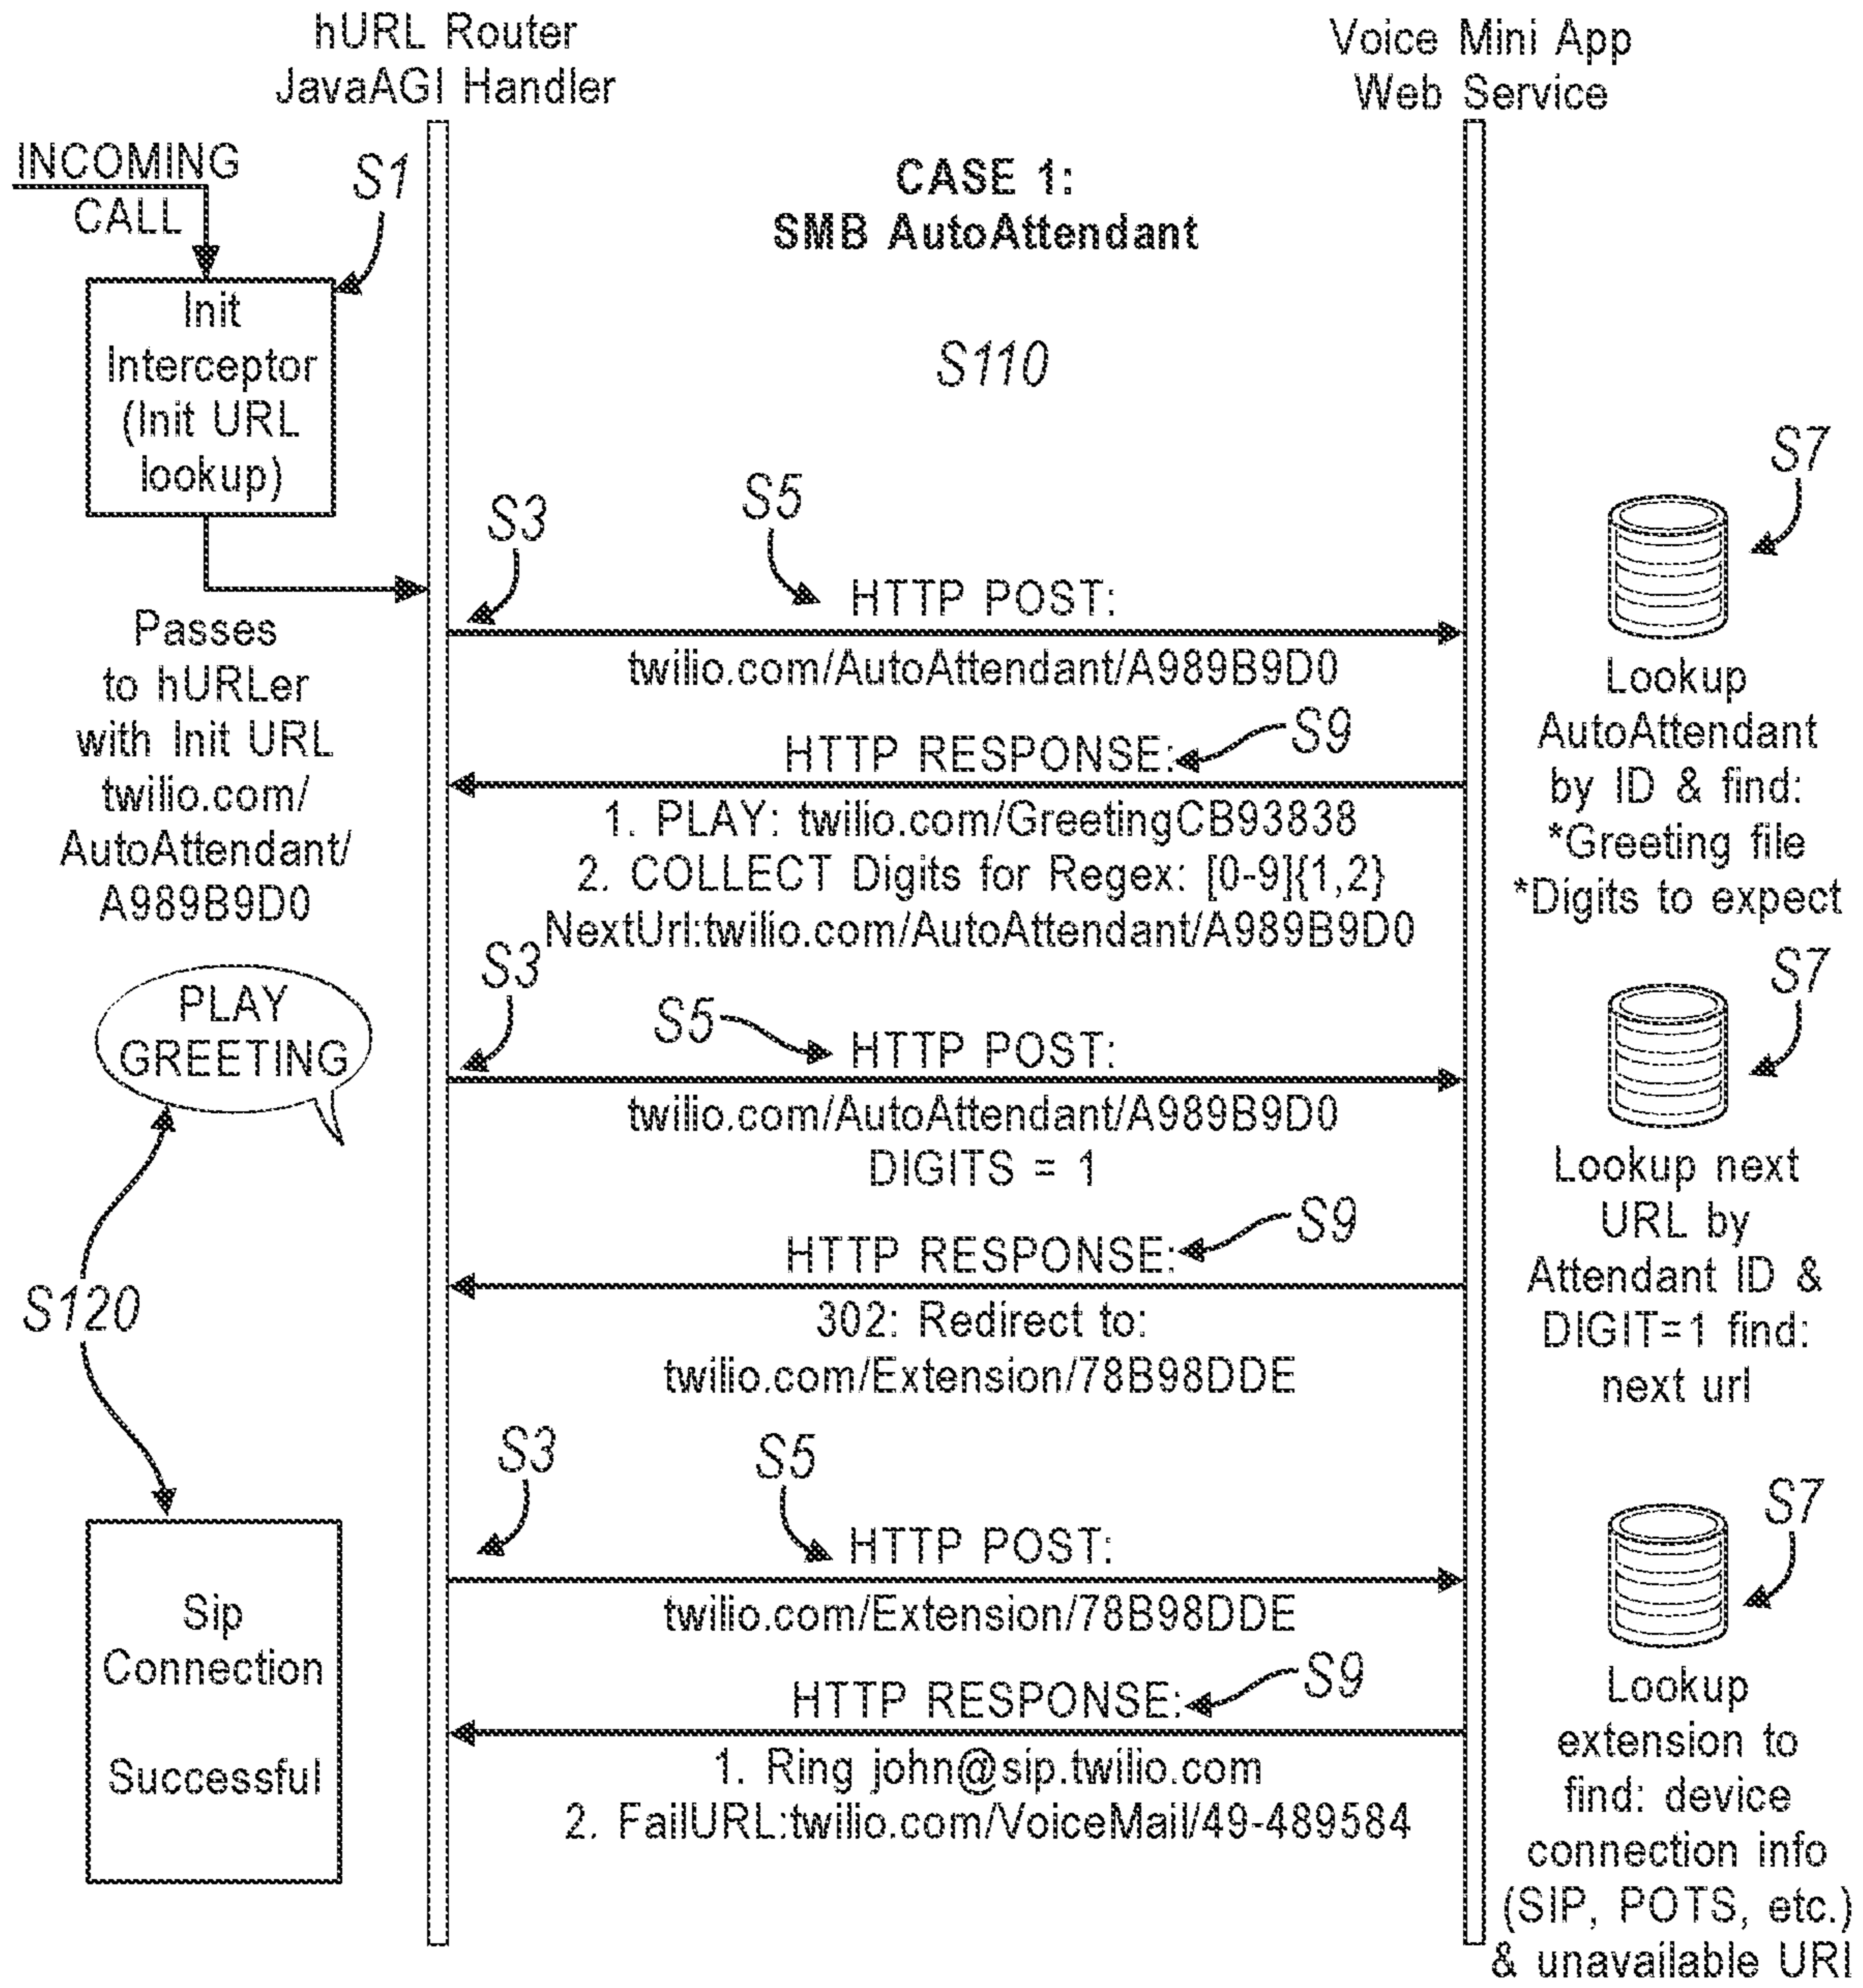 hURL Router
JavaAGI Handler
Voice Mini App
Web Service
INCOMING
CALL
S1
CASE 1:
SMB AutoAttendant
Init
Interceptor
(Init URL
lookup)
S110
S7
S3
S5
HTTP POST:
twilio.com/AutoAttendant/A989B9D0
Passes
to hURLer
with Init URL
twilio.com/
AutoAttendant/
A989B9D0
Lookup
AutoAttendant
by ID & find:
*Greeting file
*Digits to expect
HTTP RESPONSE:
S9
1. PLAY: twilio.com/GreetingCB93838
2. COLLECT Digits for Regex: [0-9]{1,2}
NextUrl:twilio.com/AutoAttendant/A989B9D0
S3
S7
PLAY
GREETING
S5
HTTP POST:
twilio.com/AutoAttendant/A989B9D0
DIGITS = 1
Lookup next
URL by
Attendant ID &
DIGIT=1 find:
next url
S9
HTTP RESPONSE:
S120
302: Redirect to:
twilio.com/Extension/78B98DDE
S3
S5
S7
HTTP POST:
twilio.com/Extension/78B98DDE
Sip
Connection
Successful
S9
HTTP RESPONSE:
1. Ring john@sip.twilio.com
2. FailURL:twilio.com/VoiceMail/49-489584
Lookup
extension to
find: device
connection info
(SIP, POTS, etc.)
& unavailable URI